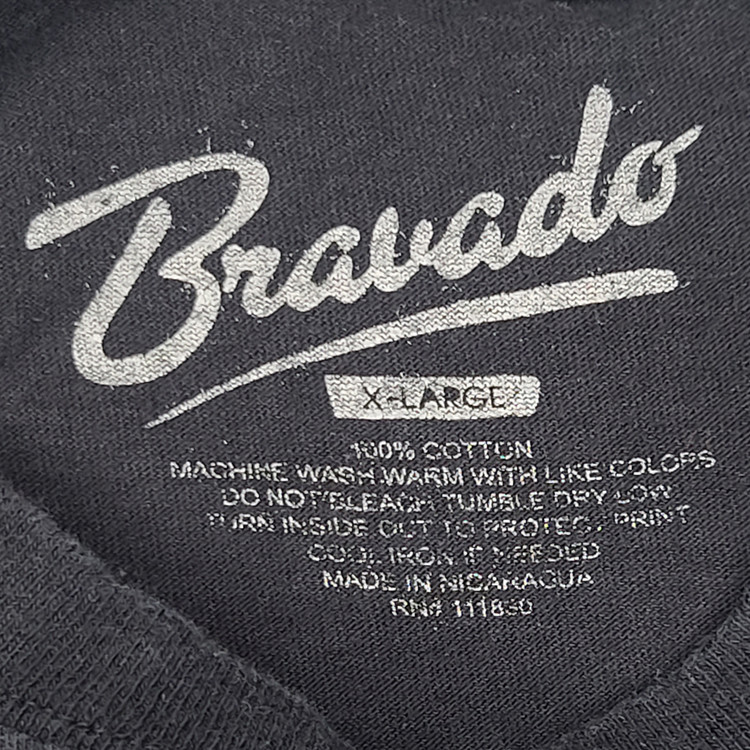 Bravado
X-LARGE
100% COTTON
MACHINE WASH WARM WITH LIKE COLORS
DO NOT BLEACH TUMBLE DRY LOW
TURN INSIDE OUT TO PROTECT PRINT
COOL IRON IF NEEDED
MADE IN NICARAGUA
RN# 111830